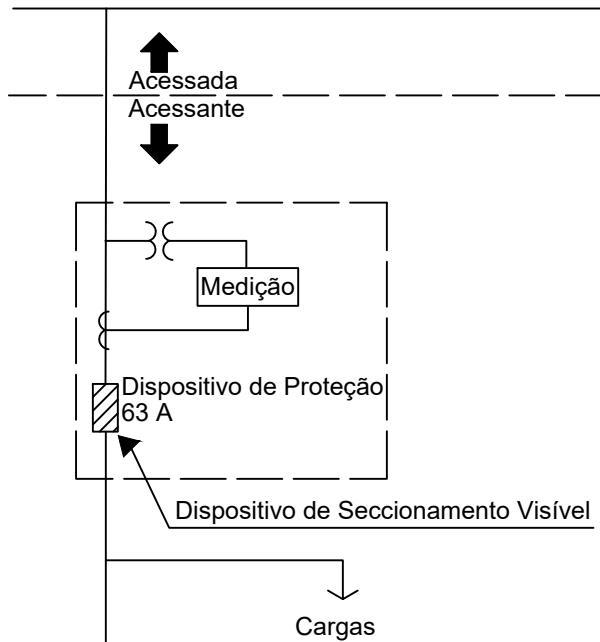 Acessada
Acessante
Medição
Dispositivo de Proteção
63 A
Dispositivo de Seccionamento Visível
Cargas